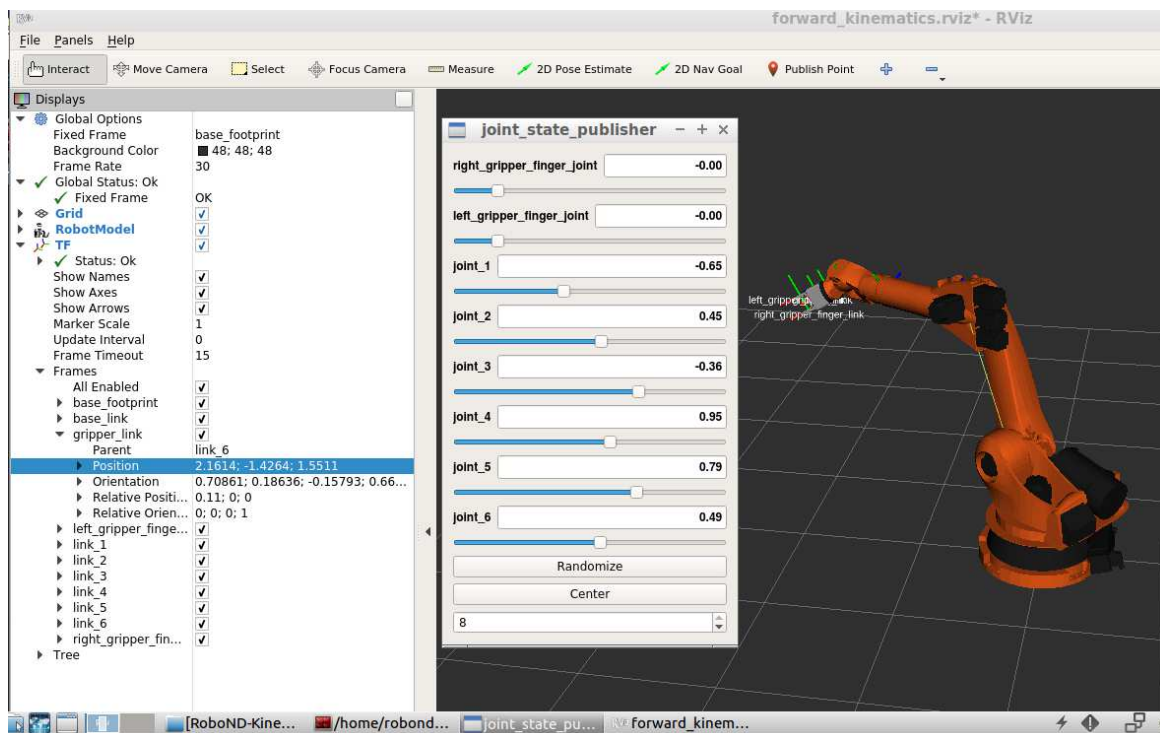 forward_kinematics.rviz* - RViz
File Panels Help
Interact Move Camera Select Focus Camera Measure 2D Pose Estimate 2D Nav Goal Publish Point
Displays
Global Options
Fixed Frame base_footprint
Background Color 48; 48; 48
Frame Rate 30
Global Status: Ok
Fixed Frame OK
Grid
RobotModel
TF
Status: Ok
Show Names
Show Axes
Show Arrows
Marker Scale 1
Update Interval 0
Frame Timeout 15
Frames
All Enabled
base_footprint
base_link
gripper_link
Parent link_6
Position 2.1614; -1.4264; 1.5511
Orientation 0.70861; 0.18636; -0.15793; 0.66...
Relative Positi... 0.11; 0; 0
Relative Orien... 0; 0; 0; 1
left_gripper_finge...
link_1
link_2
link_3
link_4
link_5
link_6
right_gripper_fin...
Tree
joint_state_publisher
right_gripper_finger_joint -0.00
left_gripper_finger_joint -0.00
joint_1 -0.65
joint_2 0.45
joint_3 -0.36
joint_4 0.95
joint_5 0.79
joint_6 0.49
Randomize
Center
8
right_gripper_finger_link
[RoboND-Kine... /home/robond... joint_state_pu... forward_kinem...